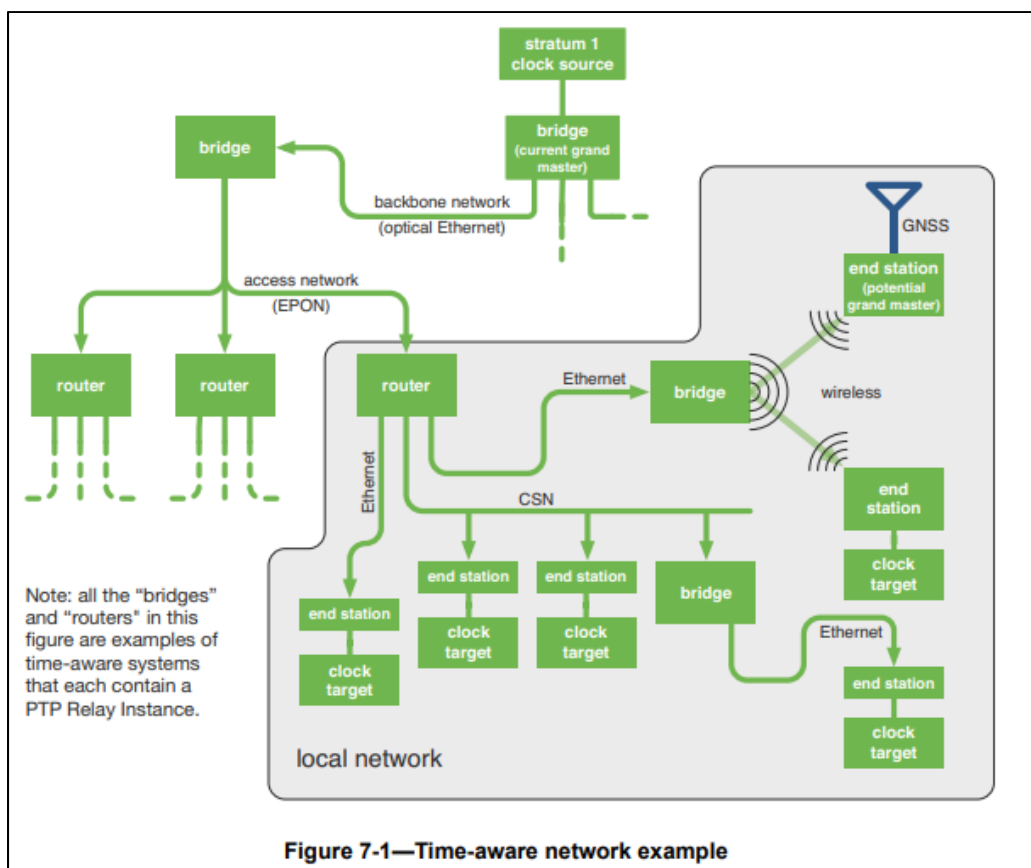 stratum 1
clock source
bridge
(current grand
master)
bridge
backbone network
(optical Ethernet)
GNSS
end station
(potential
grand master)
access network
(EPON)
router
router
router
Ethernet
bridge
wireless
Ethernet
CSN
end
station
clock
target
end station
clock
target
end station
clock
target
end station
clock
target
bridge
Ethernet
end station
clock
target
Note: all the “bridges”
and “routers" in this
figure are examples of
time-aware systems
that each contain a
PTP Relay Instance.
local network
Figure 7-1—Time-aware network example